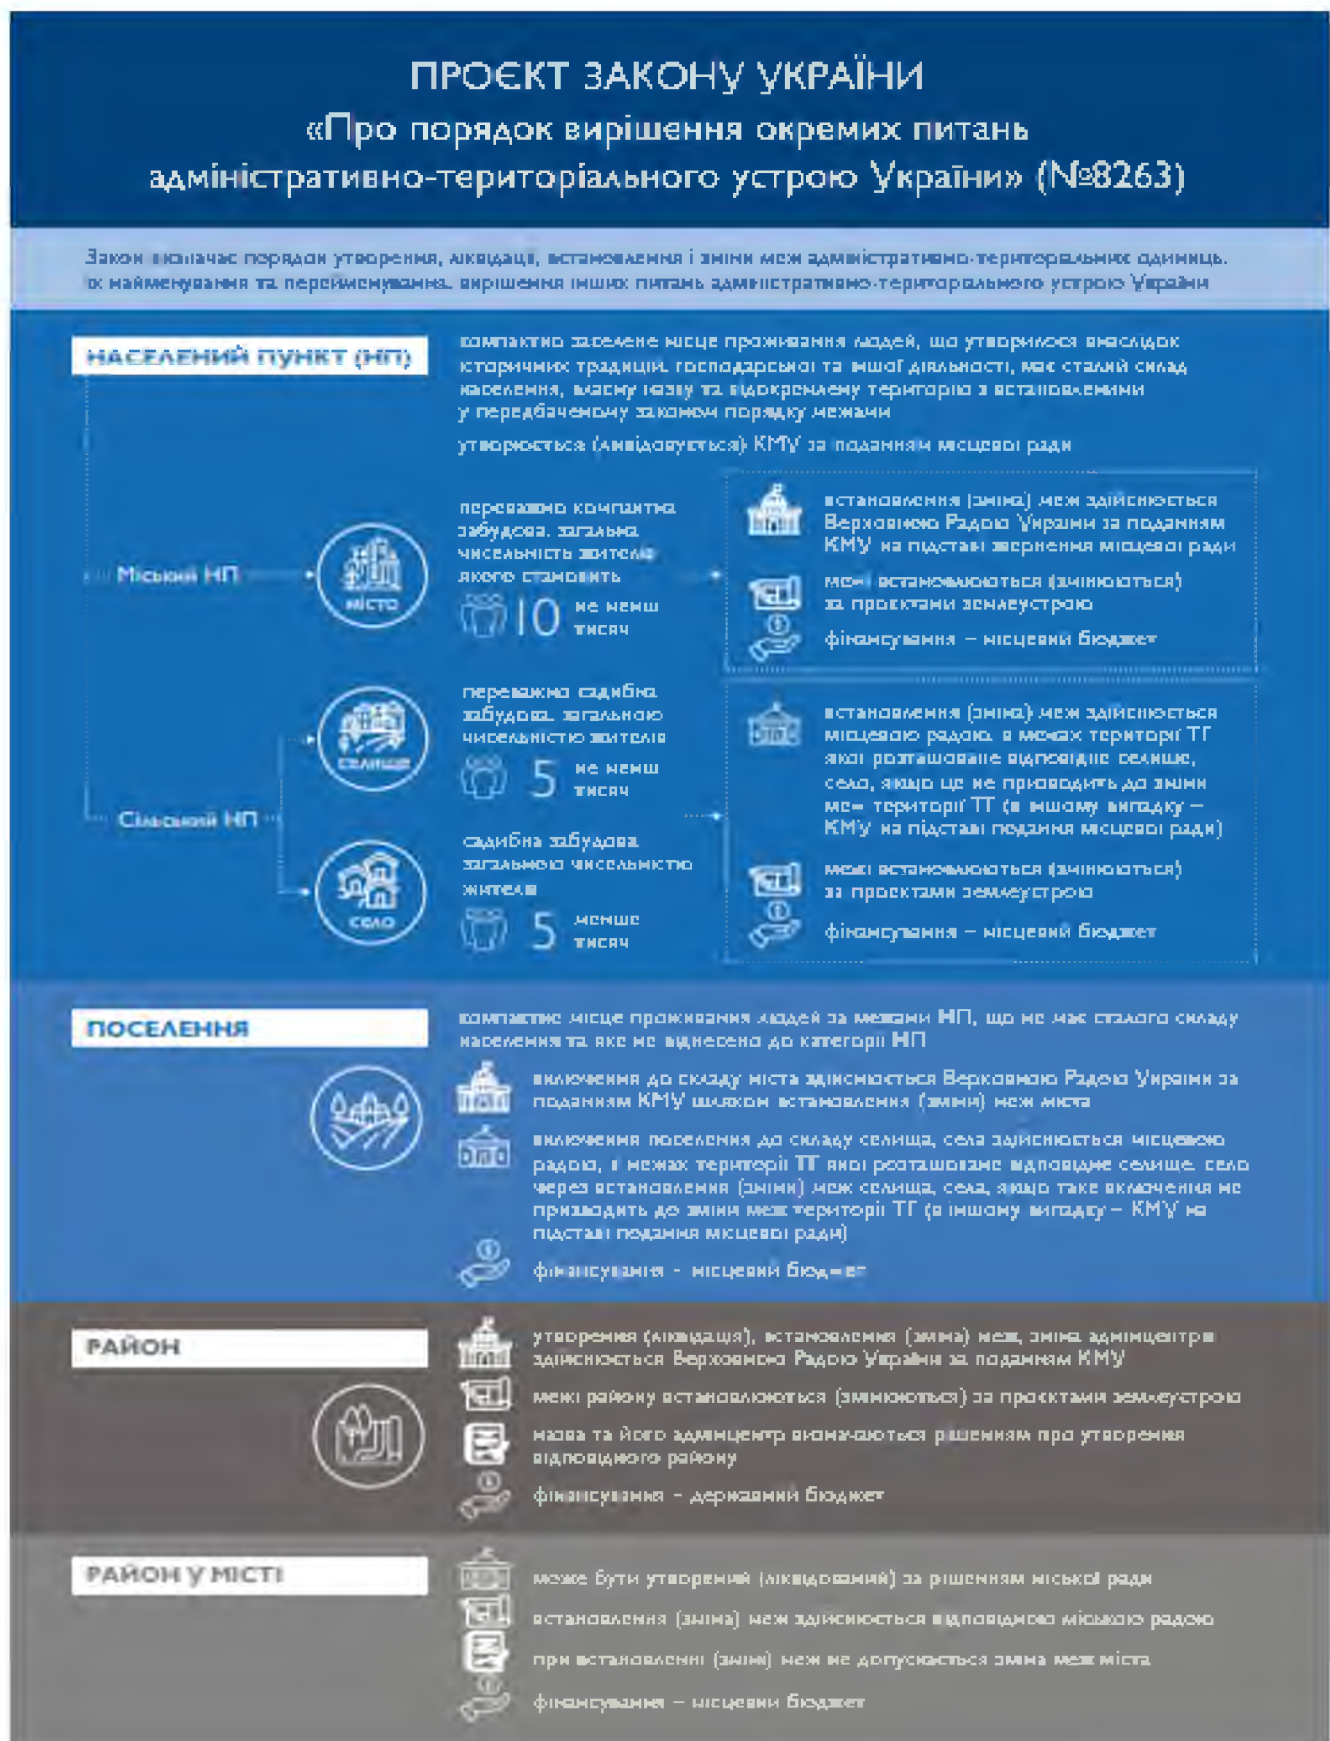 ПРОЄКТ ЗАКОНУ УКРАЇНИ
«Про порядок вирішення окремих питань
адміністративно-територіального устрою України» (№8263)
Закон визначає порядок утворення, ліквідації, встановлення і зміни меж адміністративно-територіальних одиниць,
їх найменування та перейменування, вирішення інших питань адміністративно-територіального устрою України
НАСЕЛЕНИЙ ПУНКТ (НП)
компактно заселене місце проживання людей, що утворилося внаслідок
історичних традицій, господарської та іншої діяльності, має сталий склад
населення, власну назву та відокремлену територію з встановленими
у передбаченому законом порядку межами
утворюється (ліквідовується) КМУ за поданням місцевої ради
Міський НП
МІСТО
переважно компактна
забудова, загальна
чисельність жителів
якого становить
10 не менш
тисяч
встановлення (зміна) меж здійснюється
Верховною Радою України за поданням
КМУ на підставі звернення місцевої ради
межі встановлюються (змінюються)
за проєктами землеустрою
фінансування – місцевий бюджет
Сільський НП
СЕЛИЩЕ
переважно садибна
забудова, загальною
чисельністю жителів
5 не менш
тисяч
СЕЛО
садибна забудова
загальною чисельністю
жителів
5 менше
тисяч
встановлення (зміна) меж здійснюється
місцевою радою, в межах території ТГ
якої розташоване відповідне селище,
село, якщо це не призводить до зміни
меж території ТГ (в іншому випадку –
КМУ на підставі подання місцевої ради)
межі встановлюються (змінюються)
за проєктами землеустрою
фінансування – місцевий бюджет
ПОСЕЛЕННЯ
компактне місце проживання людей за межами НП, що не має сталого складу
населення та яке не віднесено до категорії НП
включення до складу міста здійснюється Верховною Радою України за
поданням КМУ шляхом встановлення (зміни) меж міста
включення поселення до складу селища, села здійснюється місцевою
радою, в межах території ТГ якої розташоване відповідне селище, село
через встановлення (зміни) меж селища, села, якщо таке включення не
призводить до зміни меж території ТГ (в іншому випадку – КМУ на
підставі подання місцевої ради)
фінансування - місцевий бюджет
РАЙОН
утворення (ліквідація), встановлення (зміна) меж, зміна адмінцентрів
здійснюється Верховною Радою України за поданням КМУ
межі району встановлюються (змінюються) за проєктами землеустрою
назва та його адмінцентр визначаються рішенням про утворення
відповідного району
фінансування - державний бюджет
РАЙОН У МІСТІ
може бути утворений (ліквідований) за рішенням міської ради
встановлення (зміна) меж здійснюється відповідною міською радою
при встановленні (зміні) меж не допускається зміна меж міста
фінансування – місцевий бюджет